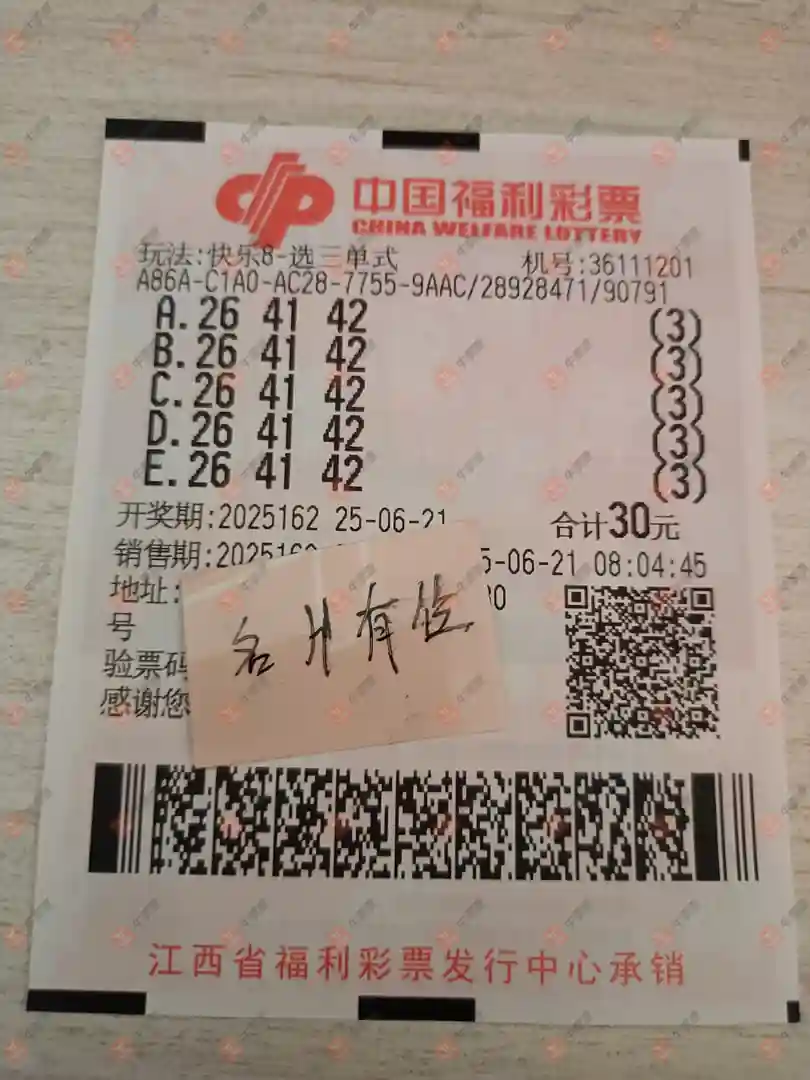 中国福利彩票
CHINA WELFARE LOTTERY
玩法:快乐8-选三单式 机号:36111201
A86A-C1A0-AC28-7755-9AAC/28928471/90791
A.26 41 42 (3)
B.26 41 42 (3)
C.26 41 42 (3)
D.26 41 42 (3)
E.26 41 42 (3)
开奖期:2025162 25-06-21 合计30元
销售期:2025162 5-06-21 08:04:45
地址:
号
验票码
感谢您
名 有
江西省福利彩票发行中心承销